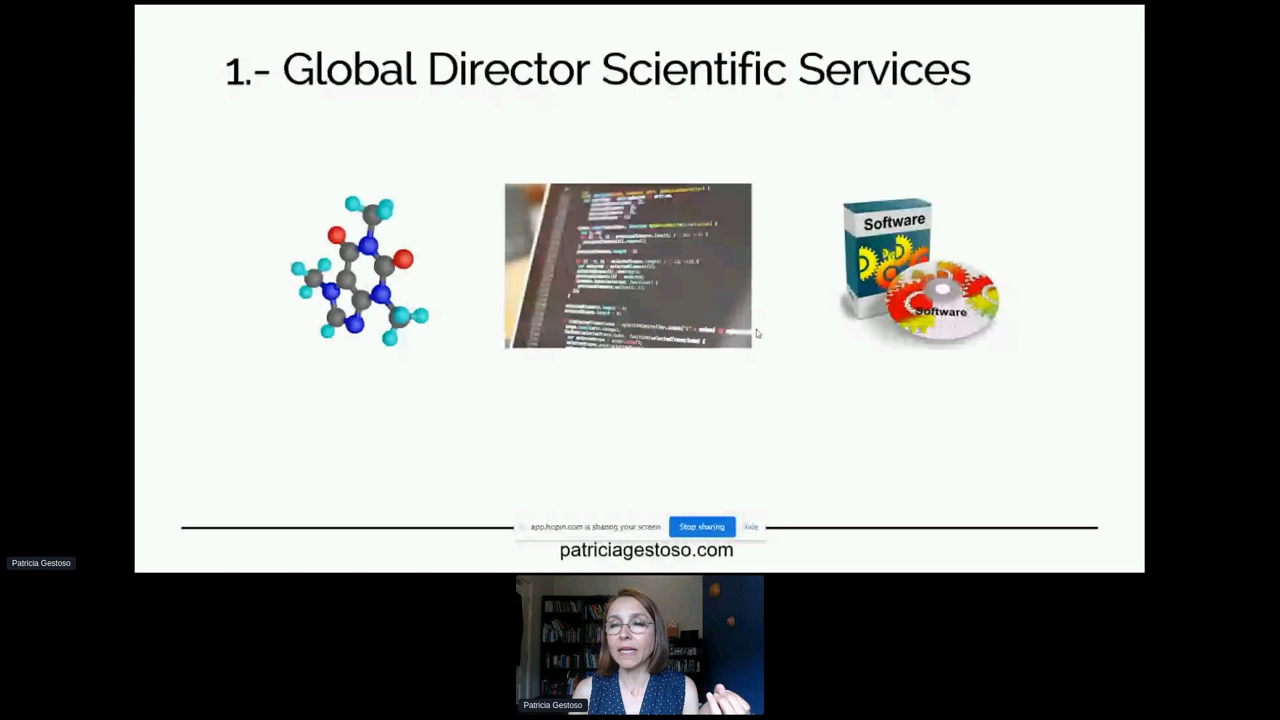 1.- Global Director Scientific Services
Software
Software
app.hopin.com is sharing your screen
Stop sharing
hide
patriciagestoso.com
Patricia Gestoso
Patricia Gestoso